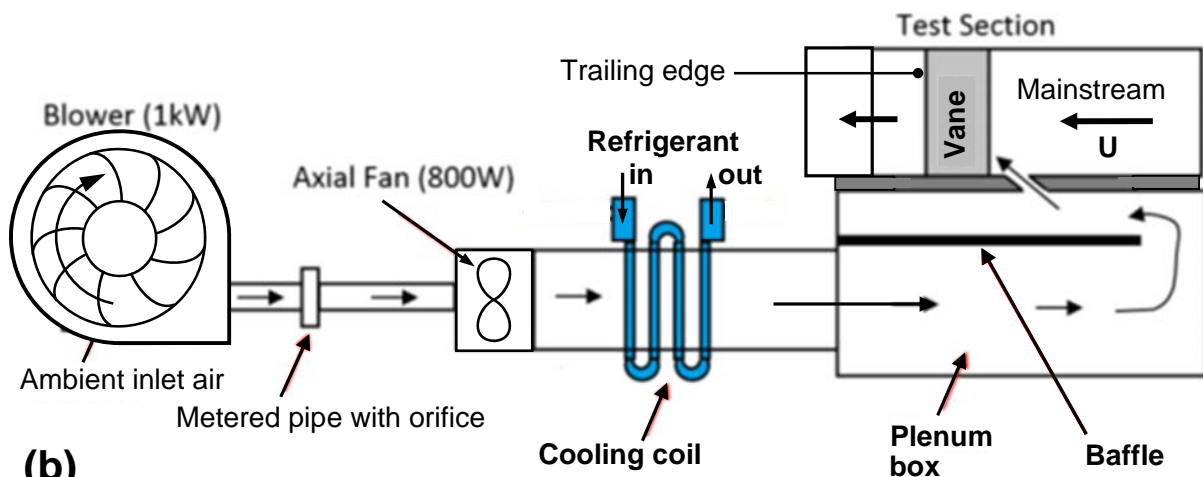 Test Section
Trailing edge
Vane
Mainstream
U
Blower (1kW)
Refrigerant
in out
Axial Fan (800W)
Ambient inlet air
Metered pipe with orifice
Cooling coil
Plenum
box
Baffle
(b)